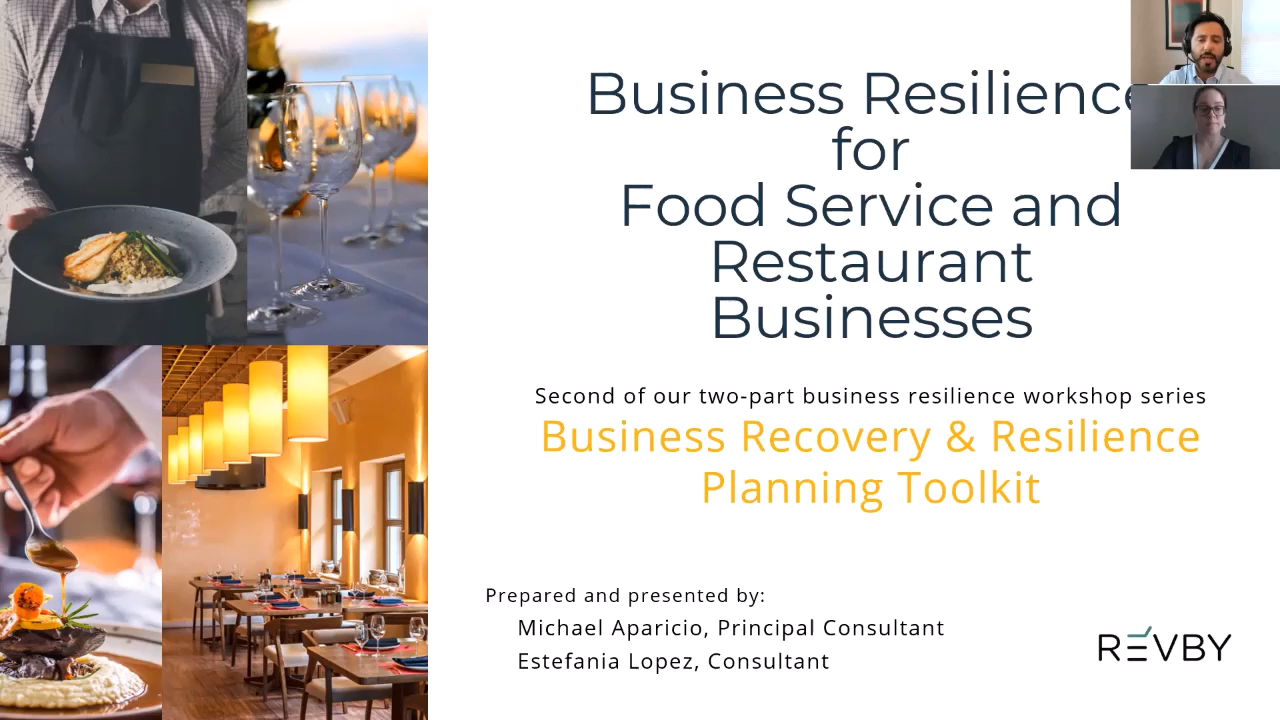 Business Resilience
for
Food Service and
Restaurant
Businesses
Second of our two-part business resilience workshop series
Business Recovery & Resilience
Planning Toolkit
Prepared and presented by:
Michael Aparicio, Principal Consultant
Estefania Lopez, Consultant
REVBY